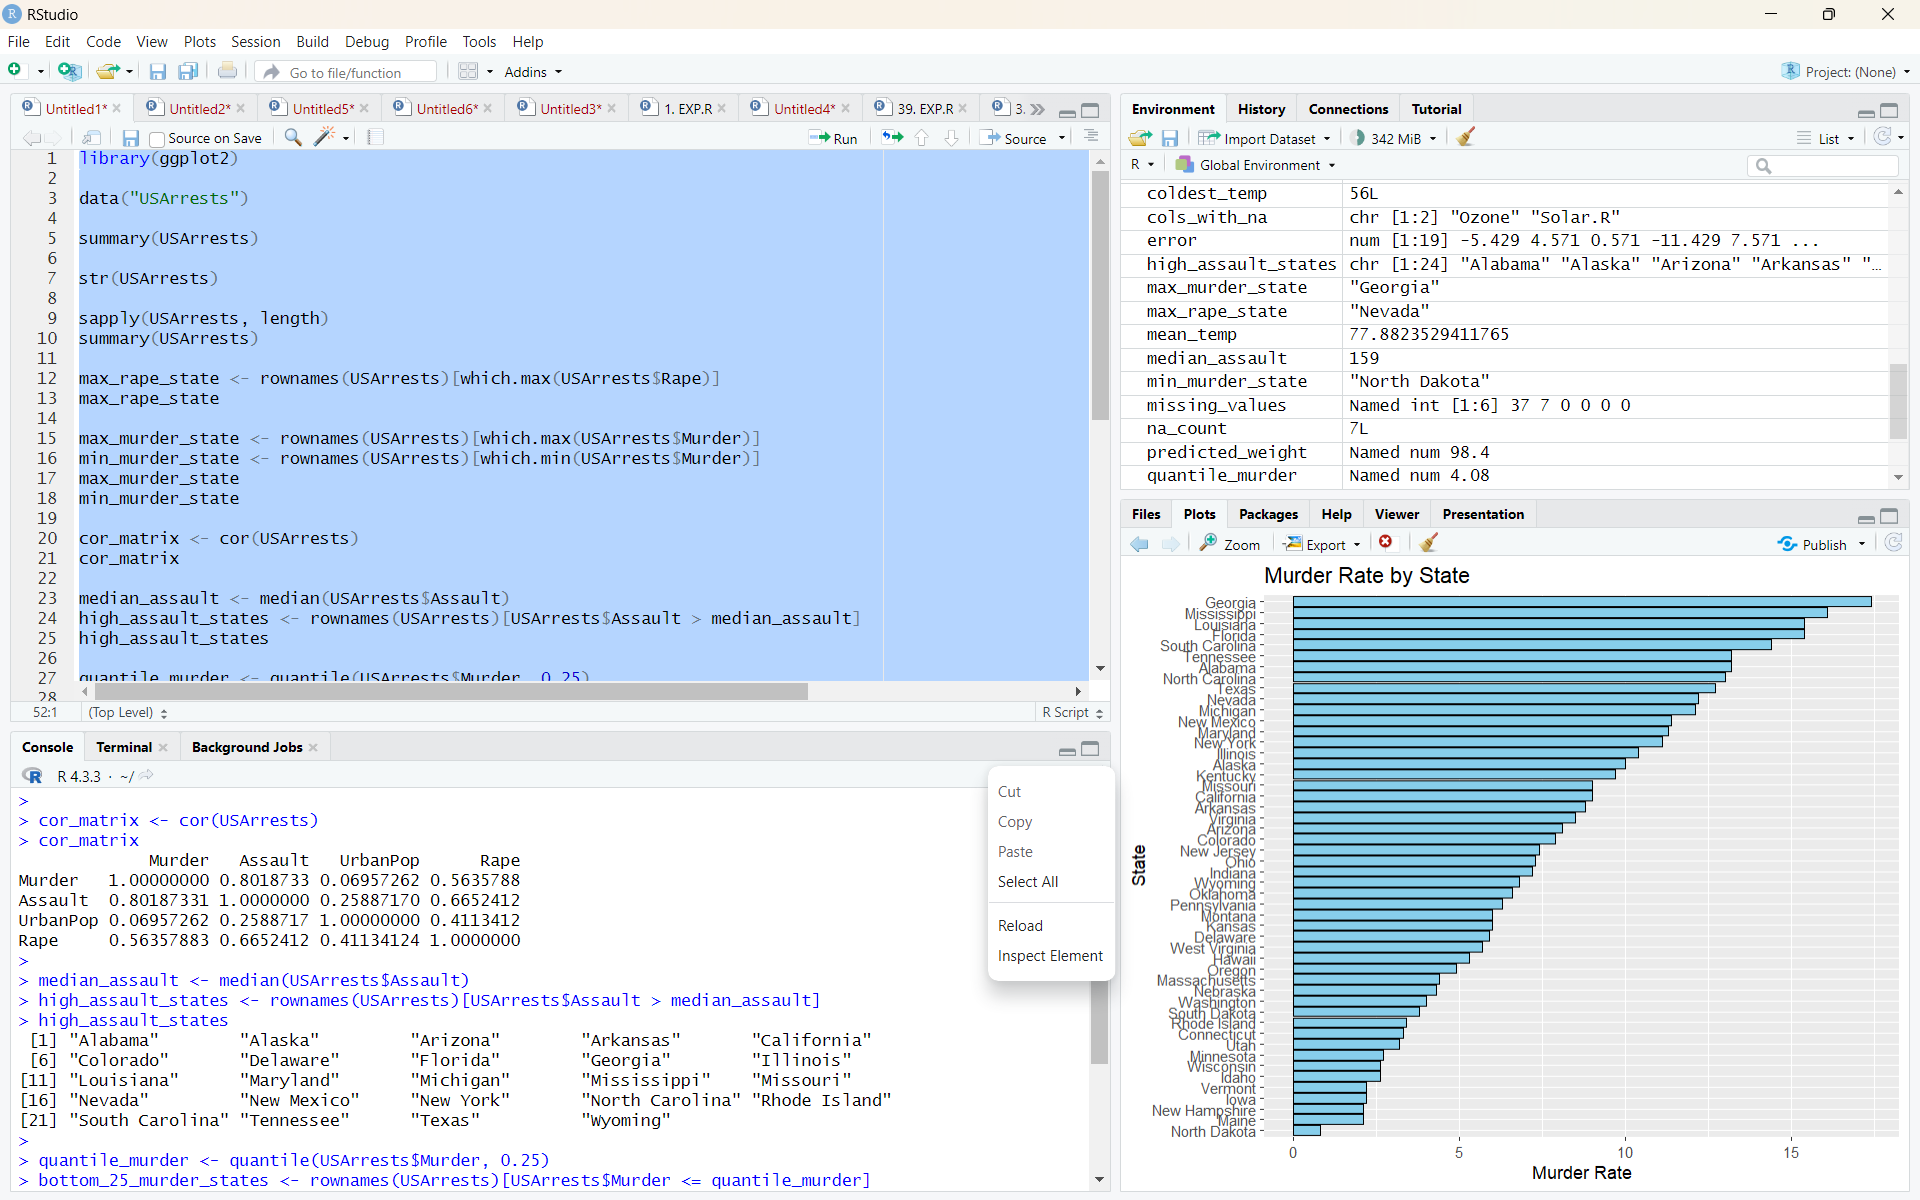 RStudio
File Edit Code View Plots Session Build Debug Profile Tools Help
Go to file/function Addins Project: (None)
Untitled1* Untitled2* Untitled5* Untitled6* Untitled3* 1. EXP.R Untitled4* 39. EXP.R 3.
Source on Save Run Source
1 library(ggplot2)
2
3 data("USArrests")
4
5 summary(USArrests)
6
7 str(USArrests)
8
9 sapply(USArrests, length)
10 summary(USArrests)
11
12 max_rape_state <- rownames(USArrests)[which.max(USArrests$Rape)]
13 max_rape_state
14
15 max_murder_state <- rownames(USArrests)[which.max(USArrests$Murder)]
16 min_murder_state <- rownames(USArrests)[which.min(USArrests$Murder)]
17 max_murder_state
18 min_murder_state
19
20 cor_matrix <- cor(USArrests)
21 cor_matrix
22
23 median_assault <- median(USArrests$Assault)
24 high_assault_states <- rownames(USArrests)[USArrests$Assault > median_assault]
25 high_assault_states
26
27 quantile_murder <- quantile(USArrests$Murder, 0.25)
28
52:1 (Top Level) R Script
Console Terminal Background Jobs
R 4.3.3 · ~/
>
> cor_matrix <- cor(USArrests)
> cor_matrix
Murder Assault UrbanPop Rape
Murder 1.00000000 0.8018733 0.06957262 0.5635788
Assault 0.80187331 1.0000000 0.25887170 0.6652412
UrbanPop 0.06957262 0.2588717 1.00000000 0.4113412
Rape 0.56357883 0.6652412 0.41134124 1.0000000
>
> median_assault <- median(USArrests$Assault)
> high_assault_states <- rownames(USArrests)[USArrests$Assault > median_assault]
> high_assault_states
[1] "Alabama" "Alaska" "Arizona" "Arkansas" "California"
[6] "Colorado" "Delaware" "Florida" "Georgia" "Illinois"
[11] "Louisiana" "Maryland" "Michigan" "Mississippi" "Missouri"
[16] "Nevada" "New Mexico" "New York" "North Carolina" "Rhode Island"
[21] "South Carolina" "Tennessee" "Texas" "Wyoming"
>
> quantile_murder <- quantile(USArrests$Murder, 0.25)
> bottom_25_murder_states <- rownames(USArrests)[USArrests$Murder <= quantile_murder]
Cut
Copy
Paste
Select All
Reload
Inspect Element
Environment History Connections Tutorial
Import Dataset 342 MiB List
R Global Environment
coldest_temp 56L
cols_with_na chr [1:2] "Ozone" "Solar.R"
error num [1:19] -5.429 4.571 0.571 -11.429 7.571 ...
high_assault_states chr [1:24] "Alabama" "Alaska" "Arizona" "Arkansas" "…
max_murder_state "Georgia"
max_rape_state "Nevada"
mean_temp 77.8823529411765
median_assault 159
min_murder_state "North Dakota"
missing_values Named int [1:6] 37 7 0 0 0 0
na_count 7L
predicted_weight Named num 98.4
quantile_murder Named num 4.08
Files Plots Packages Help Viewer Presentation
Zoom Export Publish
Murder Rate by State
Georgia
Mississippi
Louisiana
Florida
South Carolina
Tennessee
Alabama
North Carolina
Texas
Nevada
Michigan
New Mexico
Maryland
New York
Illinois
Alaska
Kentucky
Missouri
California
Arkansas
Virginia
Arizona
Colorado
New Jersey
Ohio
Indiana
Wyoming
Oklahoma
Pennsylvania
Montana
Kansas
Delaware
West Virginia
Hawaii
Oregon
Massachusetts
Nebraska
Washington
South Dakota
Rhode Island
Connecticut
Utah
Minnesota
Wisconsin
Idaho
Vermont
Iowa
New Hampshire
Maine
North Dakota
State
0 5 10 15
Murder Rate